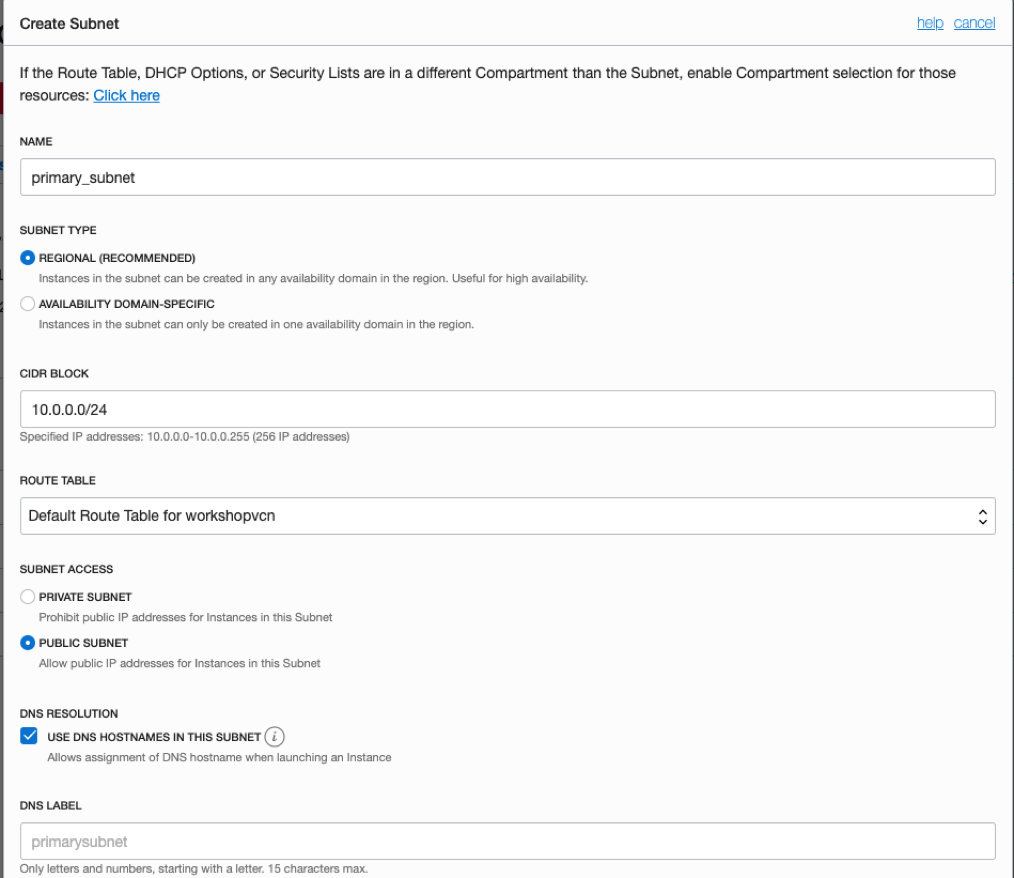 Create Subnet
help cancel
If the Route Table, DHCP Options, or Security Lists are in a different Compartment than the Subnet, enable Compartment selection for those
resources: Click here
NAME
primary_subnet
SUBNET TYPE
REGIONAL (RECOMMENDED)
Instances in the subnet can be created in any availability domain in the region. Useful for high availability.
AVAILABILITY DOMAIN-SPECIFIC
Instances in the subnet can only be created in one availability domain in the region.
CIDR BLOCK
10.0.0.0/24
Specified IP addresses: 10.0.0.0-10.0.0.255 (256 IP addresses)
ROUTE TABLE
Default Route Table for workshopvcn
SUBNET ACCESS
PRIVATE SUBNET
Prohibit public IP addresses for Instances in this Subnet
PUBLIC SUBNET
Allow public IP addresses for Instances in this Subnet
DNS RESOLUTION
USE DNS HOSTNAMES IN THIS SUBNET i
Allows assignment of DNS hostname when launching an Instance
DNS LABEL
primarysubnet
Only letters and numbers, starting with a letter. 15 characters max.